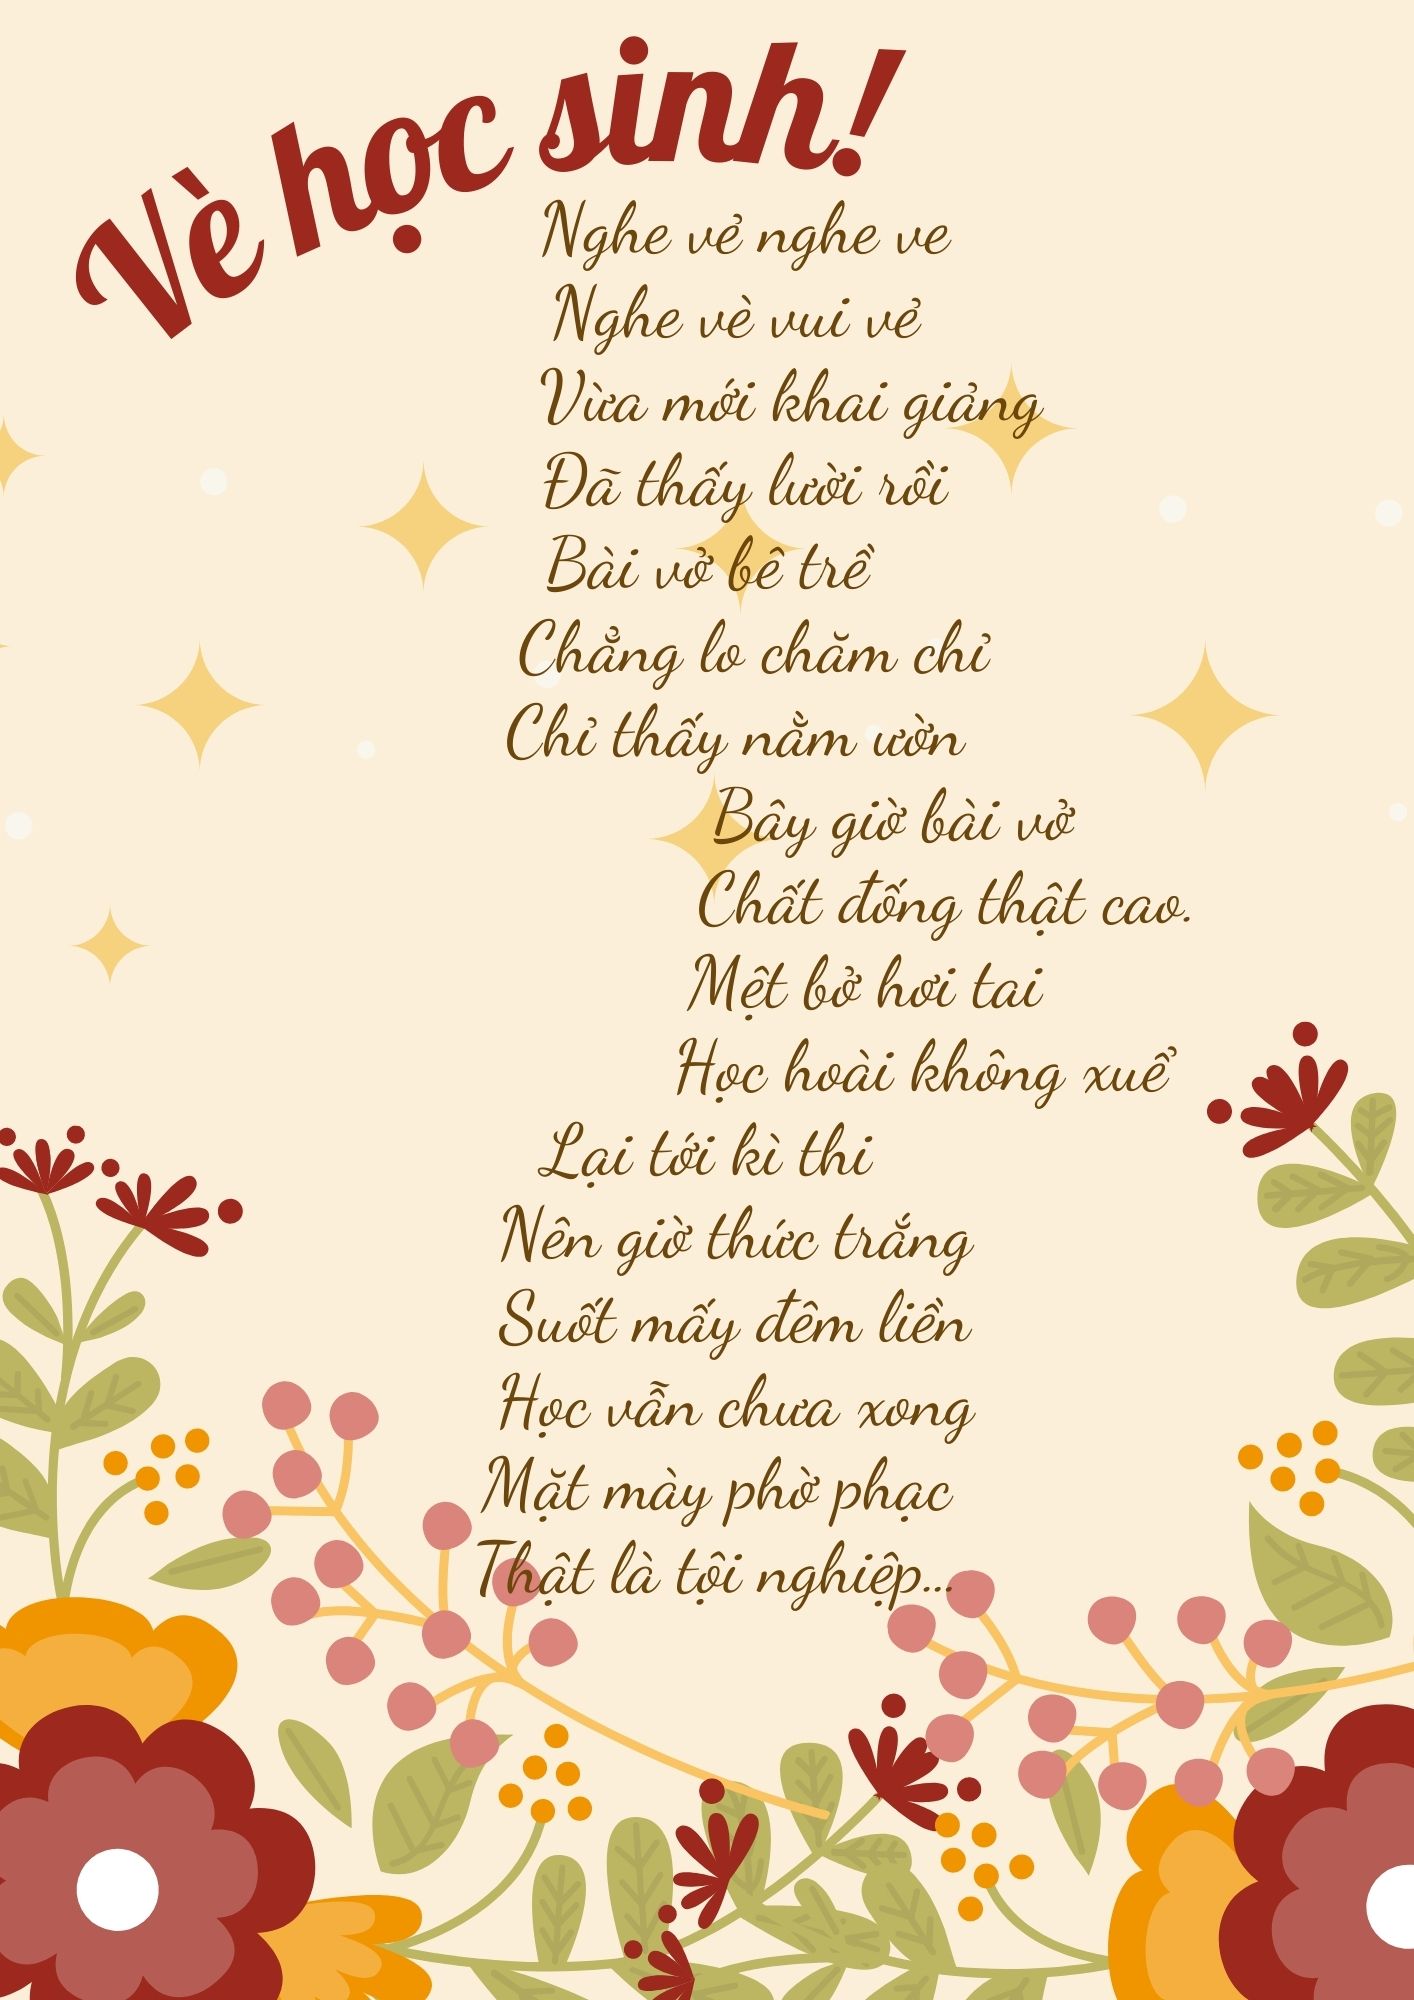 Vè học sinh!
Nghe vẻ nghe ve
Nghe vè vui vẻ
Vừa mới khai giảng
Đã thấy lười rồi
Bài vở bê trề
Chẳng lo chăm chỉ
Chỉ thấy nằm ườn
Bây giờ bài vở
Chất đống thật cao.
Mệt bở hơi tai
Học hoài không xuể
Lại tới kì thi
Nên giờ thức trắng
Suốt mấy đêm liền
Học vẫn chưa xong
Mặt mày phờ phạc
Thật là tội nghiệp...